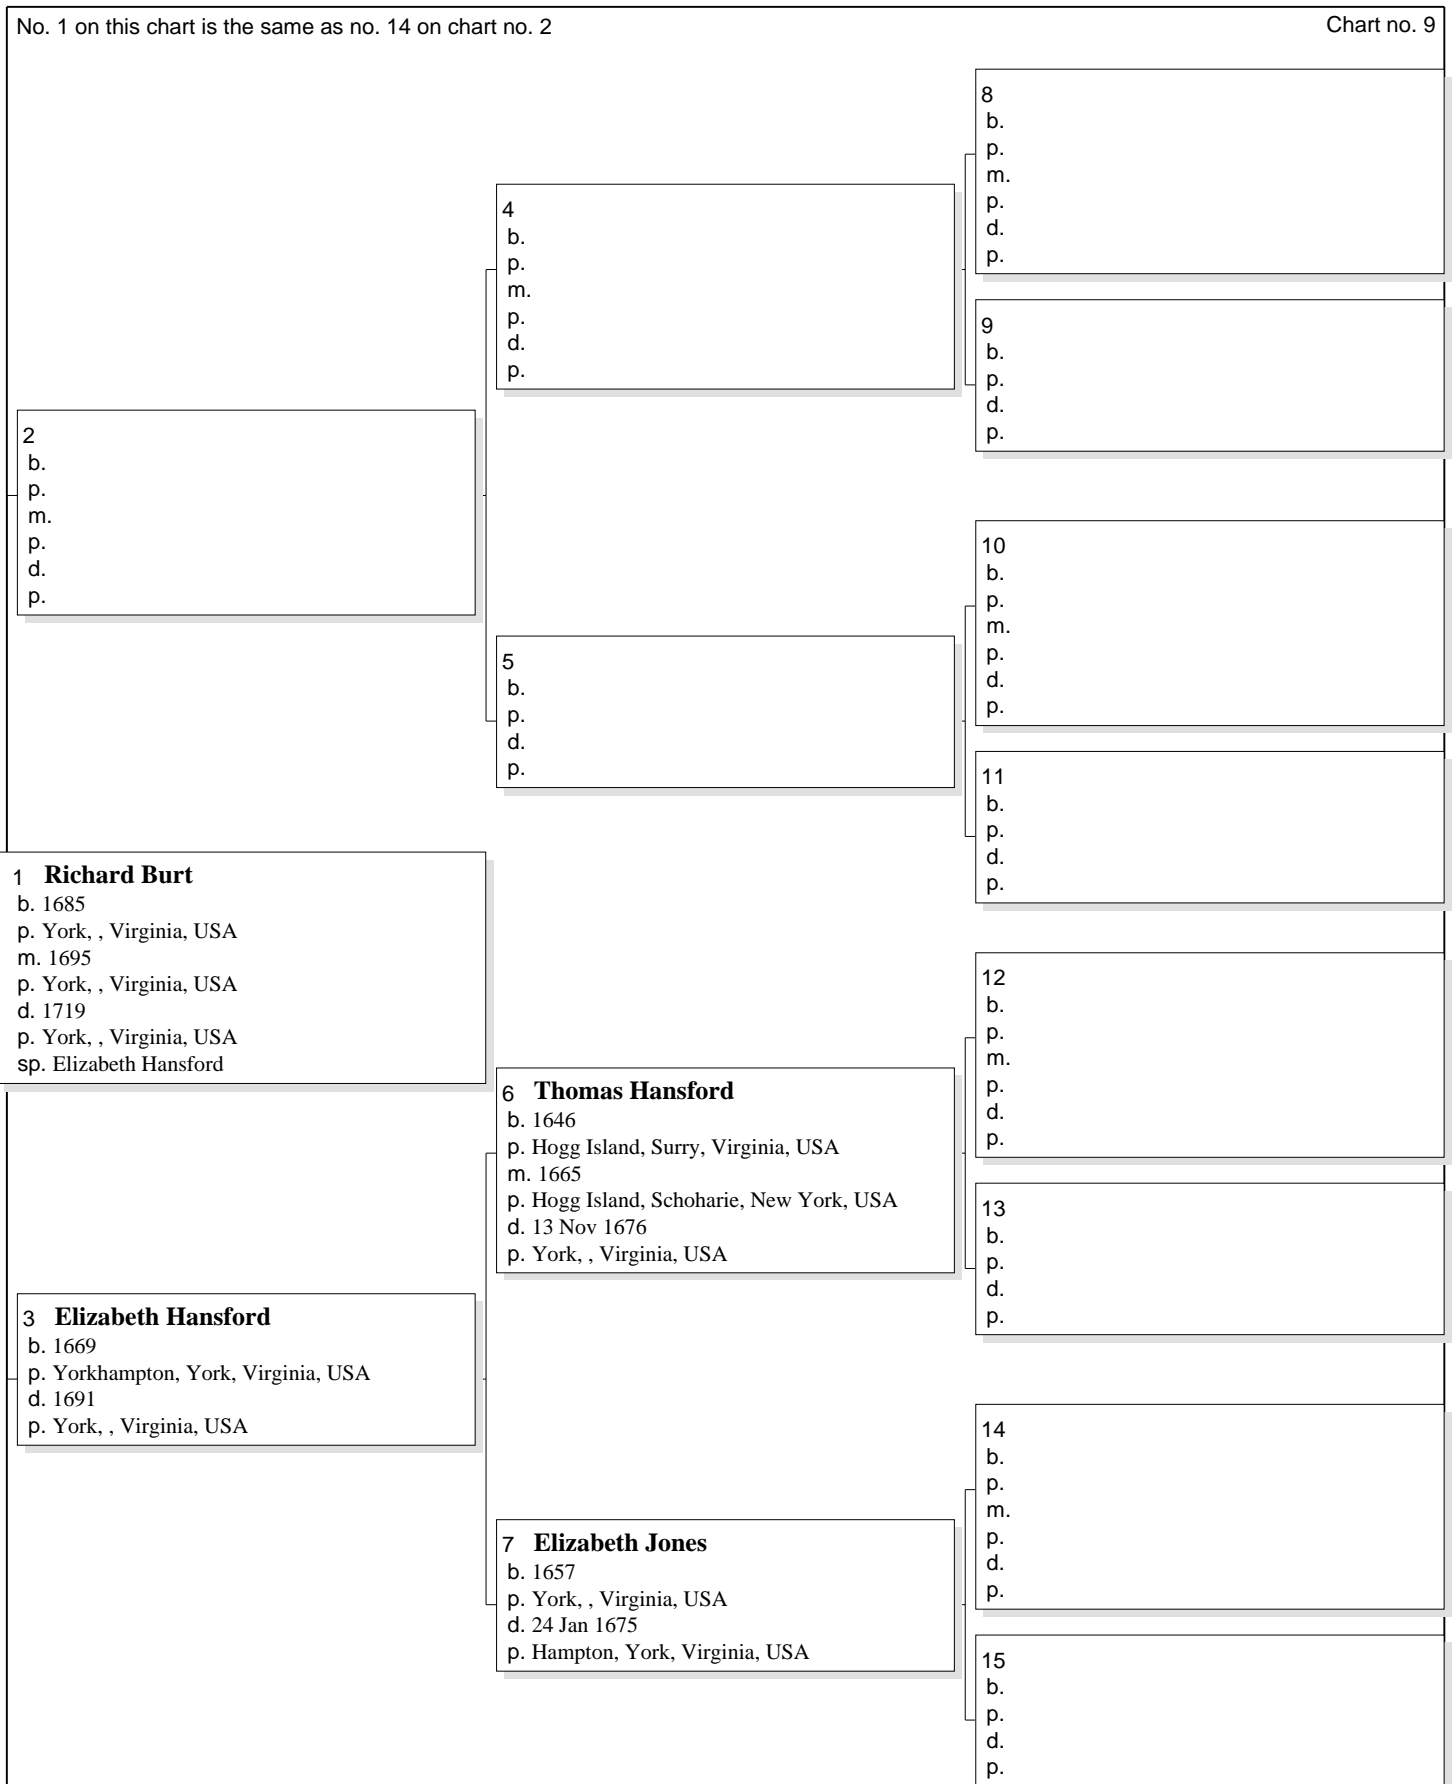 No. 1 on this chart is the same as no. 14 on chart no. 2
Chart no. 9
8
b.
p.
m.
p.
d.
p.
4
b.
p.
m.
p.
d.
p.
9
b.
p.
d.
p.
2
b.
p.
m.
p.
d.
p.
10
b.
p.
m.
p.
d.
p.
5
b.
p.
d.
p.
11
b.
p.
d.
p.
1 Richard Burt
b. 1685
p. York, , Virginia, USA
m. 1695
p. York, , Virginia, USA
d. 1719
p. York, , Virginia, USA
sp. Elizabeth Hansford
12
b.
p.
m.
p.
d.
p.
6 Thomas Hansford
b. 1646
p. Hogg Island, Surry, Virginia, USA
m. 1665
p. Hogg Island, Schoharie, New York, USA
d. 13 Nov 1676
p. York, , Virginia, USA
13
b.
p.
d.
p.
3 Elizabeth Hansford
b. 1669
p. Yorkhampton, York, Virginia, USA
d. 1691
p. York, , Virginia, USA
14
b.
p.
m.
p.
d.
p.
7 Elizabeth Jones
b. 1657
p. York, , Virginia, USA
d. 24 Jan 1675
p. Hampton, York, Virginia, USA
15
b.
p.
d.
p.